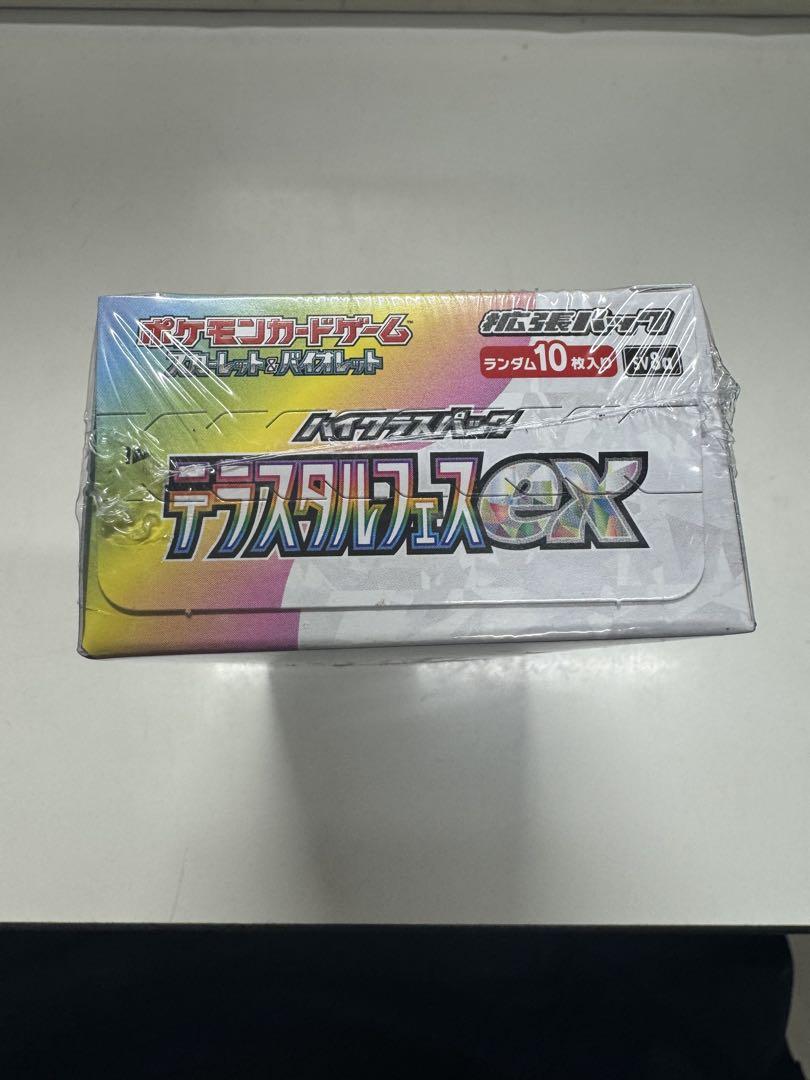 ポケモンカードゲーム™
スカーレット&バイオレット
拡張パック
ランダム10枚入り
sv8a
ハイクラスパック
テラスタルフェスex